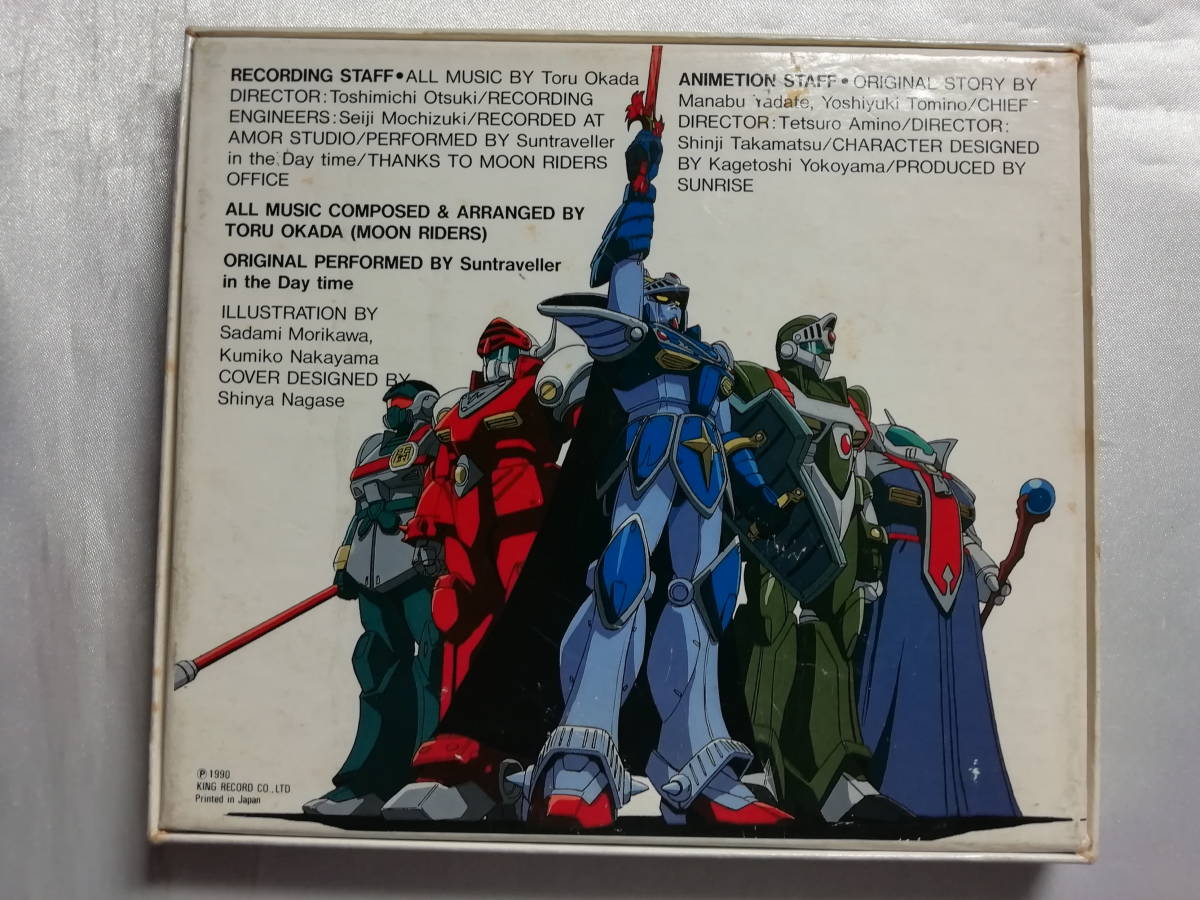 RECORDING STAFF•ALL MUSIC BY Toru Okada
DIRECTOR:Toshimichi Otsuki/RECORDING
ENGINEERS:Seiji Mochizuki/RECORDED AT
AMOR STUDIO/PERFORMED BY Suntraveller
in the Day time/THANKS TO MOON RIDERS
OFFICE
ALL MUSIC COMPOSED & ARRANGED BY
TORU OKADA (MOON RIDERS)
ORIGINAL PERFORMED BY Suntraveller
in the Day time
ILLUSTRATION BY
Sadami Morikawa,
Kumiko Nakayama
COVER DESIGNED BY
Shinya Nagase
ANIMETION STAFF• ORIGINAL STORY BY
Manabu Yadate, Yoshiyuki Tomino/CHIEF
DIRECTOR:Tetsuro Amino/DIRECTOR:
Shinji Takamatsu/CHARACTER DESIGNED
BY Kagetoshi Yokoyama/PRODUCED BY
SUNRISE
℗1990
KING RECORD CO.,LTD.
Printed in Japan